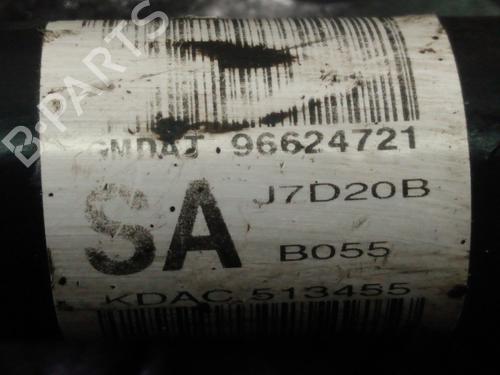 B-PARTS
GMDAT 96624721
SA J7D20B
B055
KDAC 513455